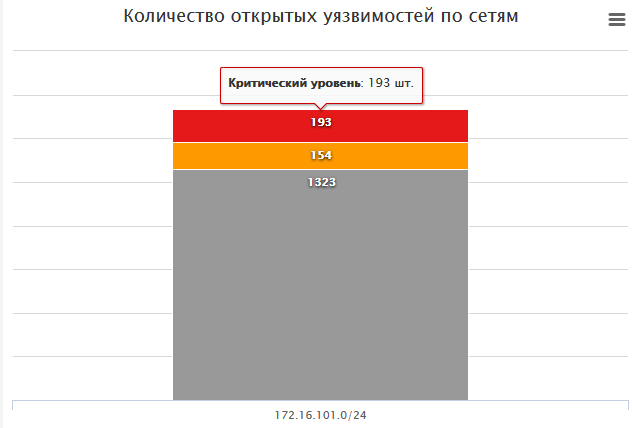 Количество открытых уязвимостей по сетям
Критический уровень: 193 шт.
193
154
1323
172.16.101.0/24